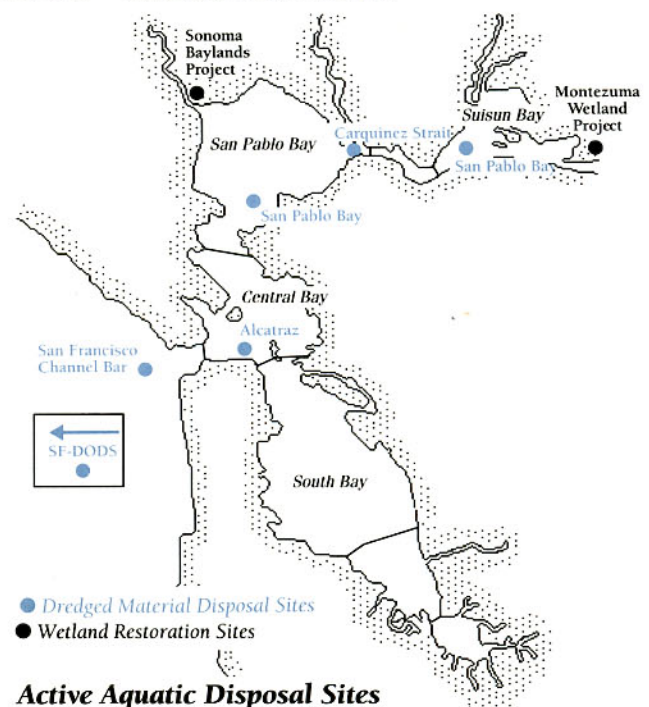 Sonoma
Baylands
Project
Montezuma
Wetland
Project
Suisun Bay
Carquinez Strait
San Pablo Bay
San Pablo Bay
San Pablo Bay
Central Bay
Alcatraz
San Francisco
Channel Bar
SF-DODS
South Bay
Dredged Material Disposal Sites
Wetland Restoration Sites
Active Aquatic Disposal Sites